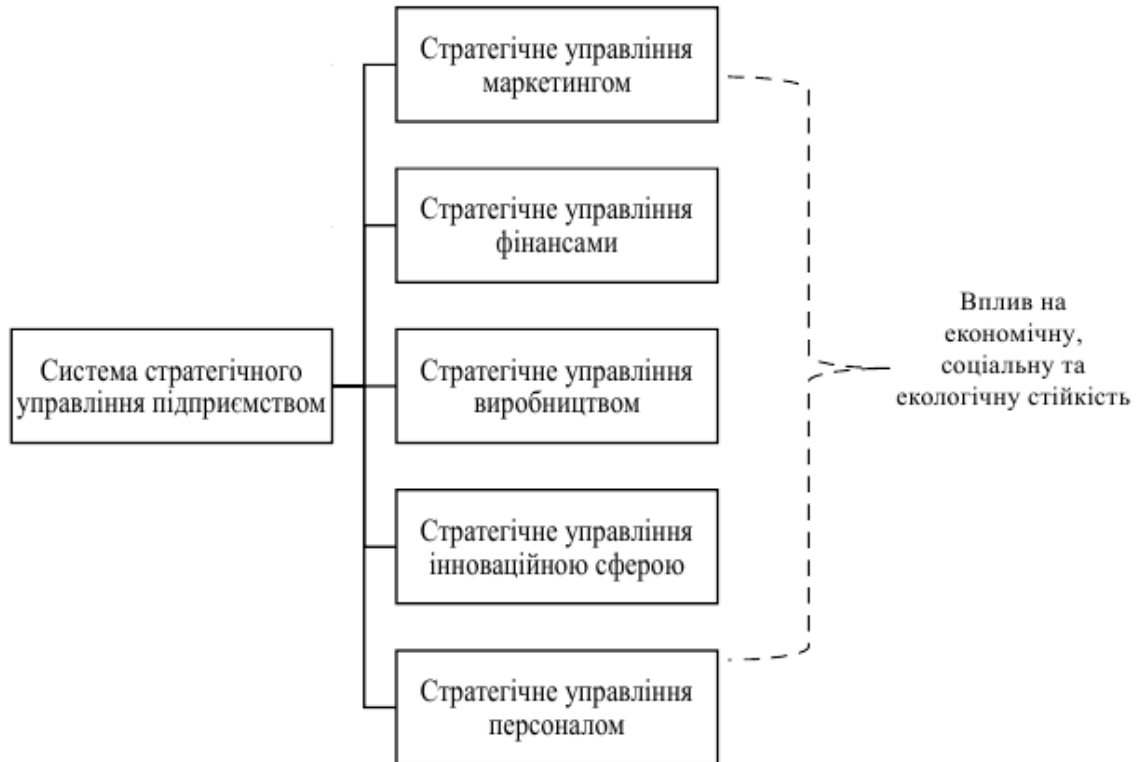 Стратегічне управління
маркетингом
Стратегічне управління
фінансами
Система стратегічного
управління підприємством
Стратегічне управління
виробництвом
Стратегічне управління
інноваційною сферою
Стратегічне управління
персоналом
Вплив на
економічну,
соціальну та
екологічну стійкість